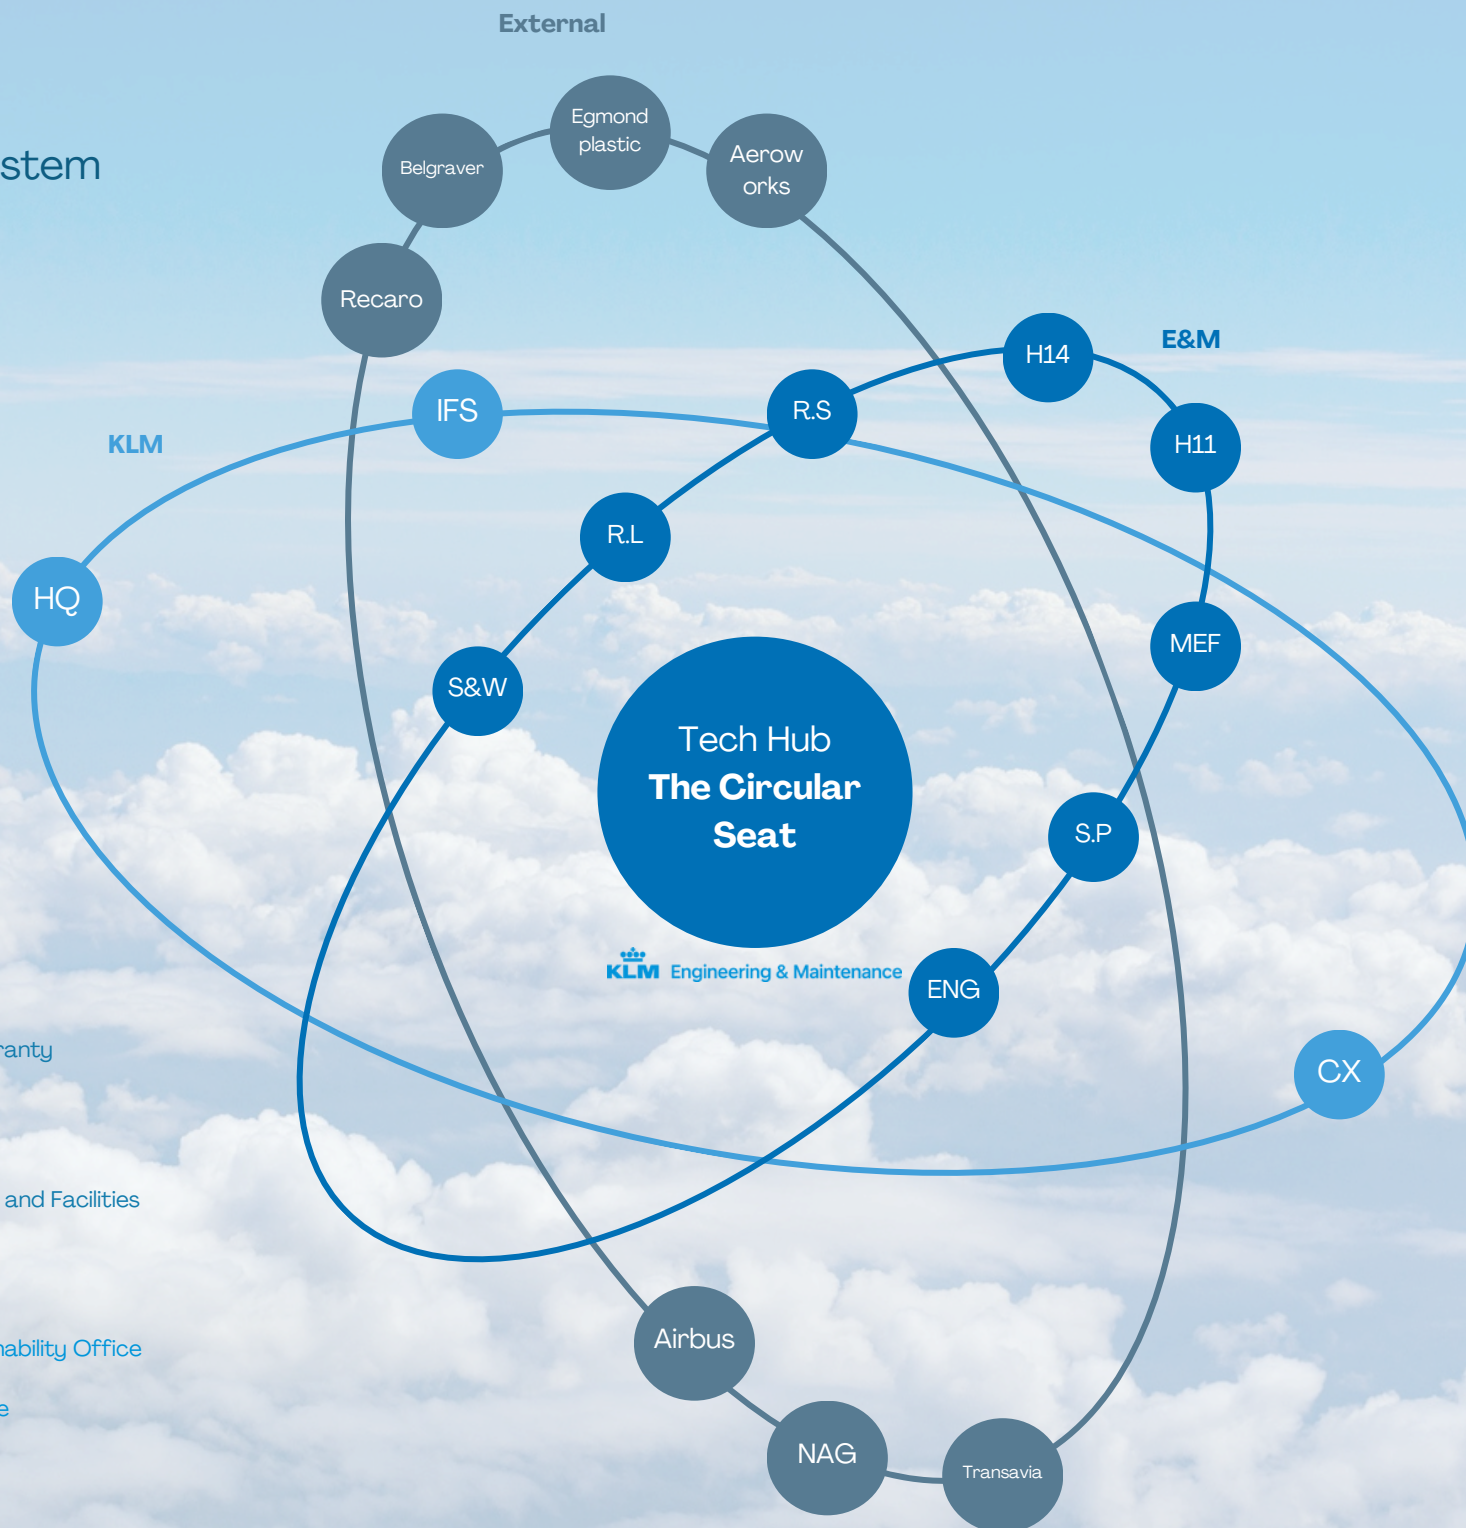 External
Egmond
plastic
Belgraver
Aerow
orks
stem
Recaro
E&M
H14
IFS
R.S
KLM
H11
R.L
HQ
MEF
S&W
Tech Hub
The Circular
Seat
S.P
KLM Engineering & Maintenance
ENG
ranty
CX
and Facilities
Airbus
nability Office
e
NAG
Transavia